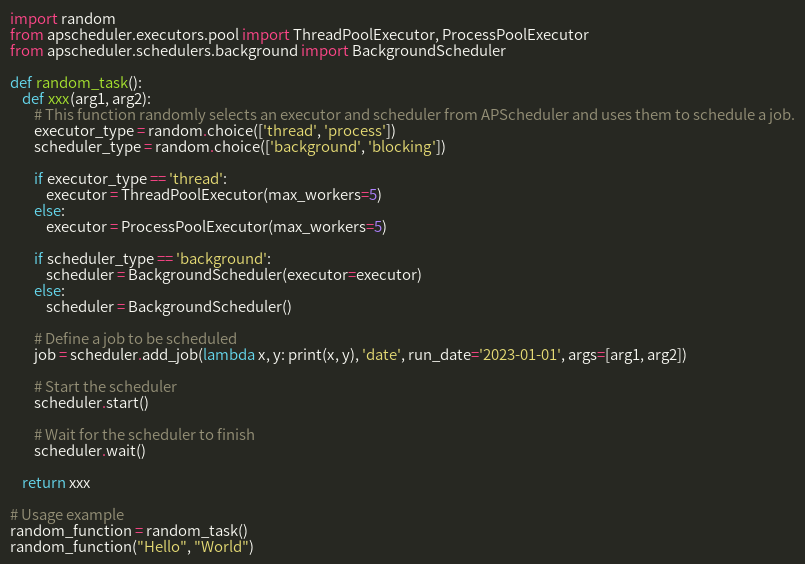 import random
from apscheduler.executors.pool import ThreadPoolExecutor, ProcessPoolExecutor
from apscheduler.schedulers.background import BackgroundScheduler

def random_task():
    def xxx(arg1, arg2):
        # This function randomly selects an executor and scheduler from APScheduler and uses them to schedule a job.
        executor_type = random.choice(['thread', 'process'])
        scheduler_type = random.choice(['background', 'blocking'])

        if executor_type == 'thread':
            executor = ThreadPoolExecutor(max_workers=5)
        else:
            executor = ProcessPoolExecutor(max_workers=5)

        if scheduler_type == 'background':
            scheduler = BackgroundScheduler(executor=executor)
        else:
            scheduler = BackgroundScheduler()

        # Define a job to be scheduled
        job = scheduler.add_job(lambda x, y: print(x, y), 'date', run_date='2023-01-01', args=[arg1, arg2])

        # Start the scheduler
        scheduler.start()

        # Wait for the scheduler to finish
        scheduler.wait()

    return xxx

# Usage example
random_function = random_task()
random_function("Hello", "World")